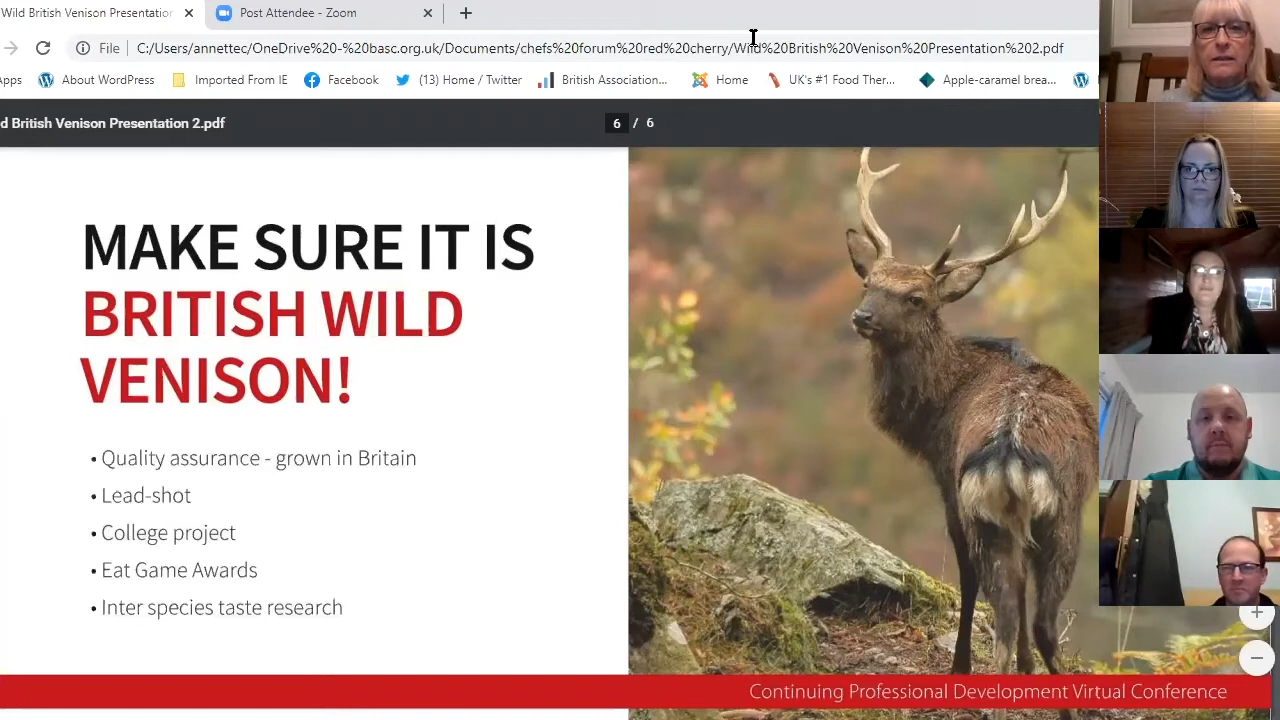 Wild British Venison Presentation
Post Attendee - Zoom
File
C:/Users/annettec/OneDrive%20-%20basc.org.uk/Documents/chefs%20forum%20red%20cherry/Wild%20British%20Venison%20Presentation%202.pdf
pps
About WordPress
Imported From IE
Facebook
(13) Home / Twitter
British Association...
Home
UK's #1 Food Ther...
Apple-caramel brea...
d British Venison Presentation 2.pdf
6 / 6
MAKE SURE IT IS
BRITISH WILD
VENISON!
• Quality assurance - grown in Britain
• Lead-shot
• College project
• Eat Game Awards
• Inter species taste research
Continuing Professional Development Virtual Conference